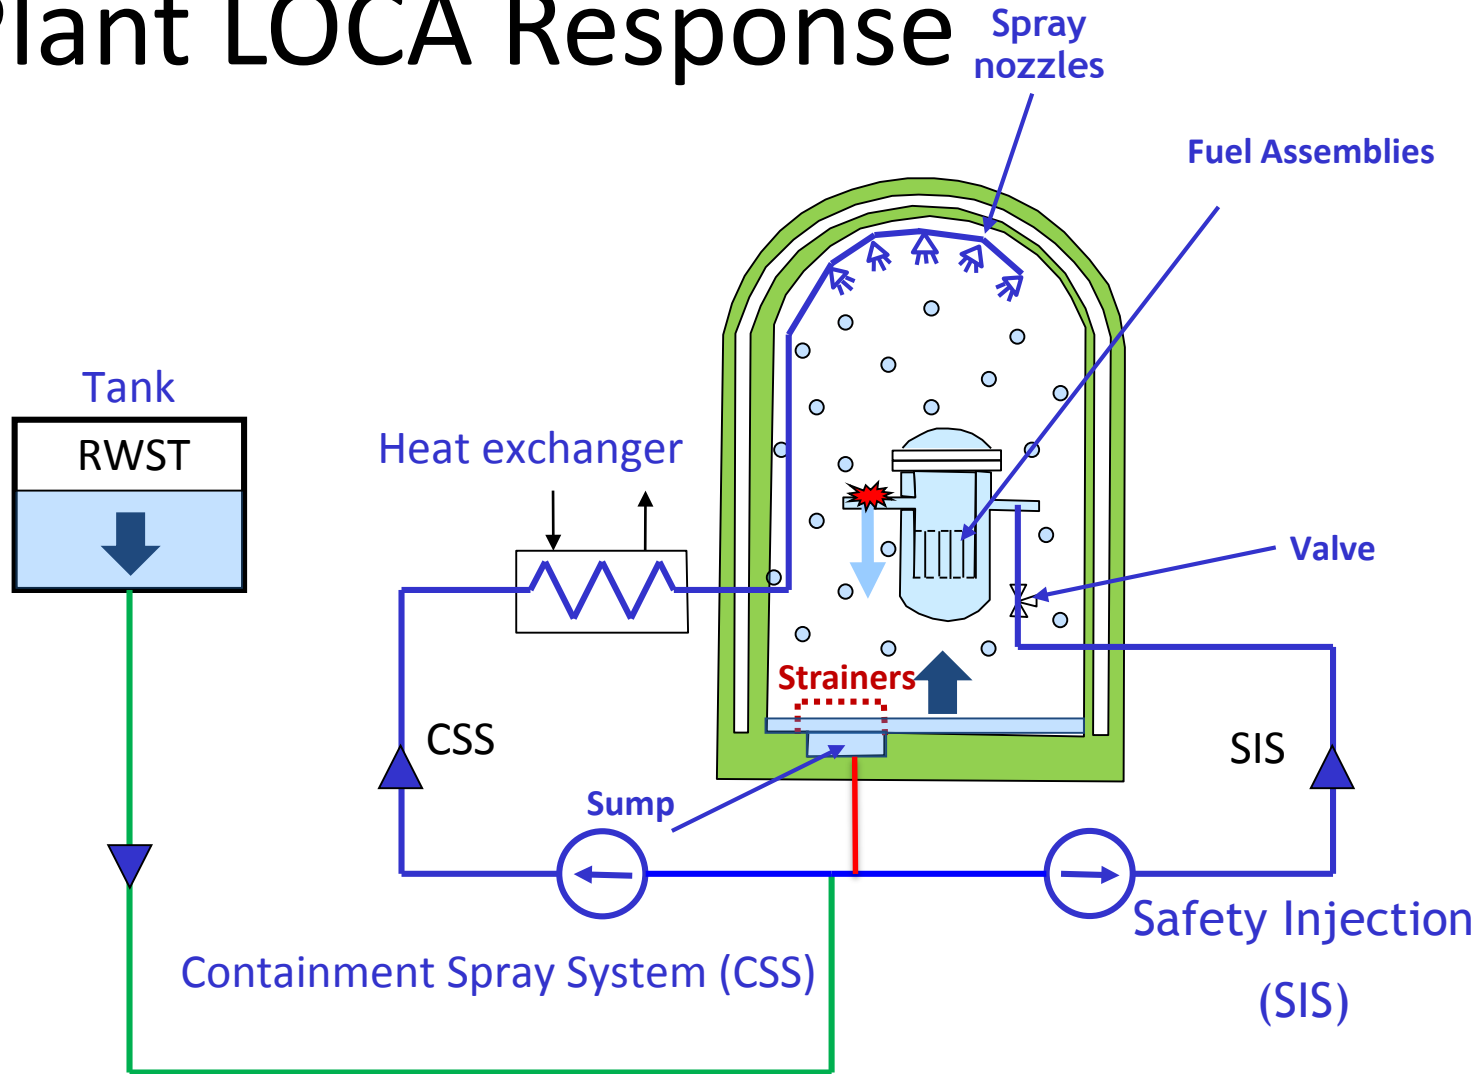 Plant LOCA Response
Spray
nozzles
Fuel Assemblies
Tank
RWST
Heat exchanger
Valve
Strainers
CSS
SIS
Sump
Safety Injection
(SIS)
Containment Spray System (CSS)